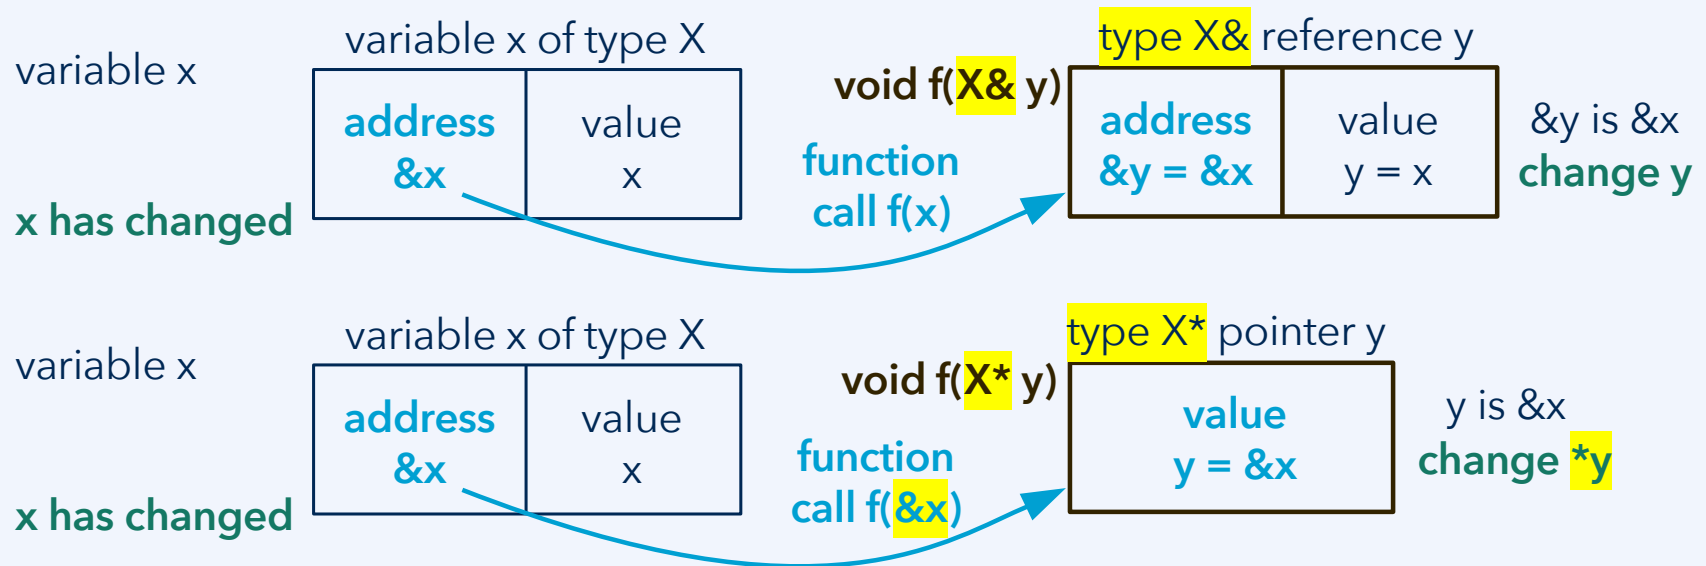 variable x of type X
type X& reference y
variable x
void f(X& y)
address
&x
value
x
function
call f(x)
address
&y = &x
value
y = x
&y is &x
change y
x has changed
variable x of type X
type X* pointer y
variable x
void f(X* y)
address
&x
value
x
function
call f(&x)
value
y = &x
y is &x
change *y
x has changed